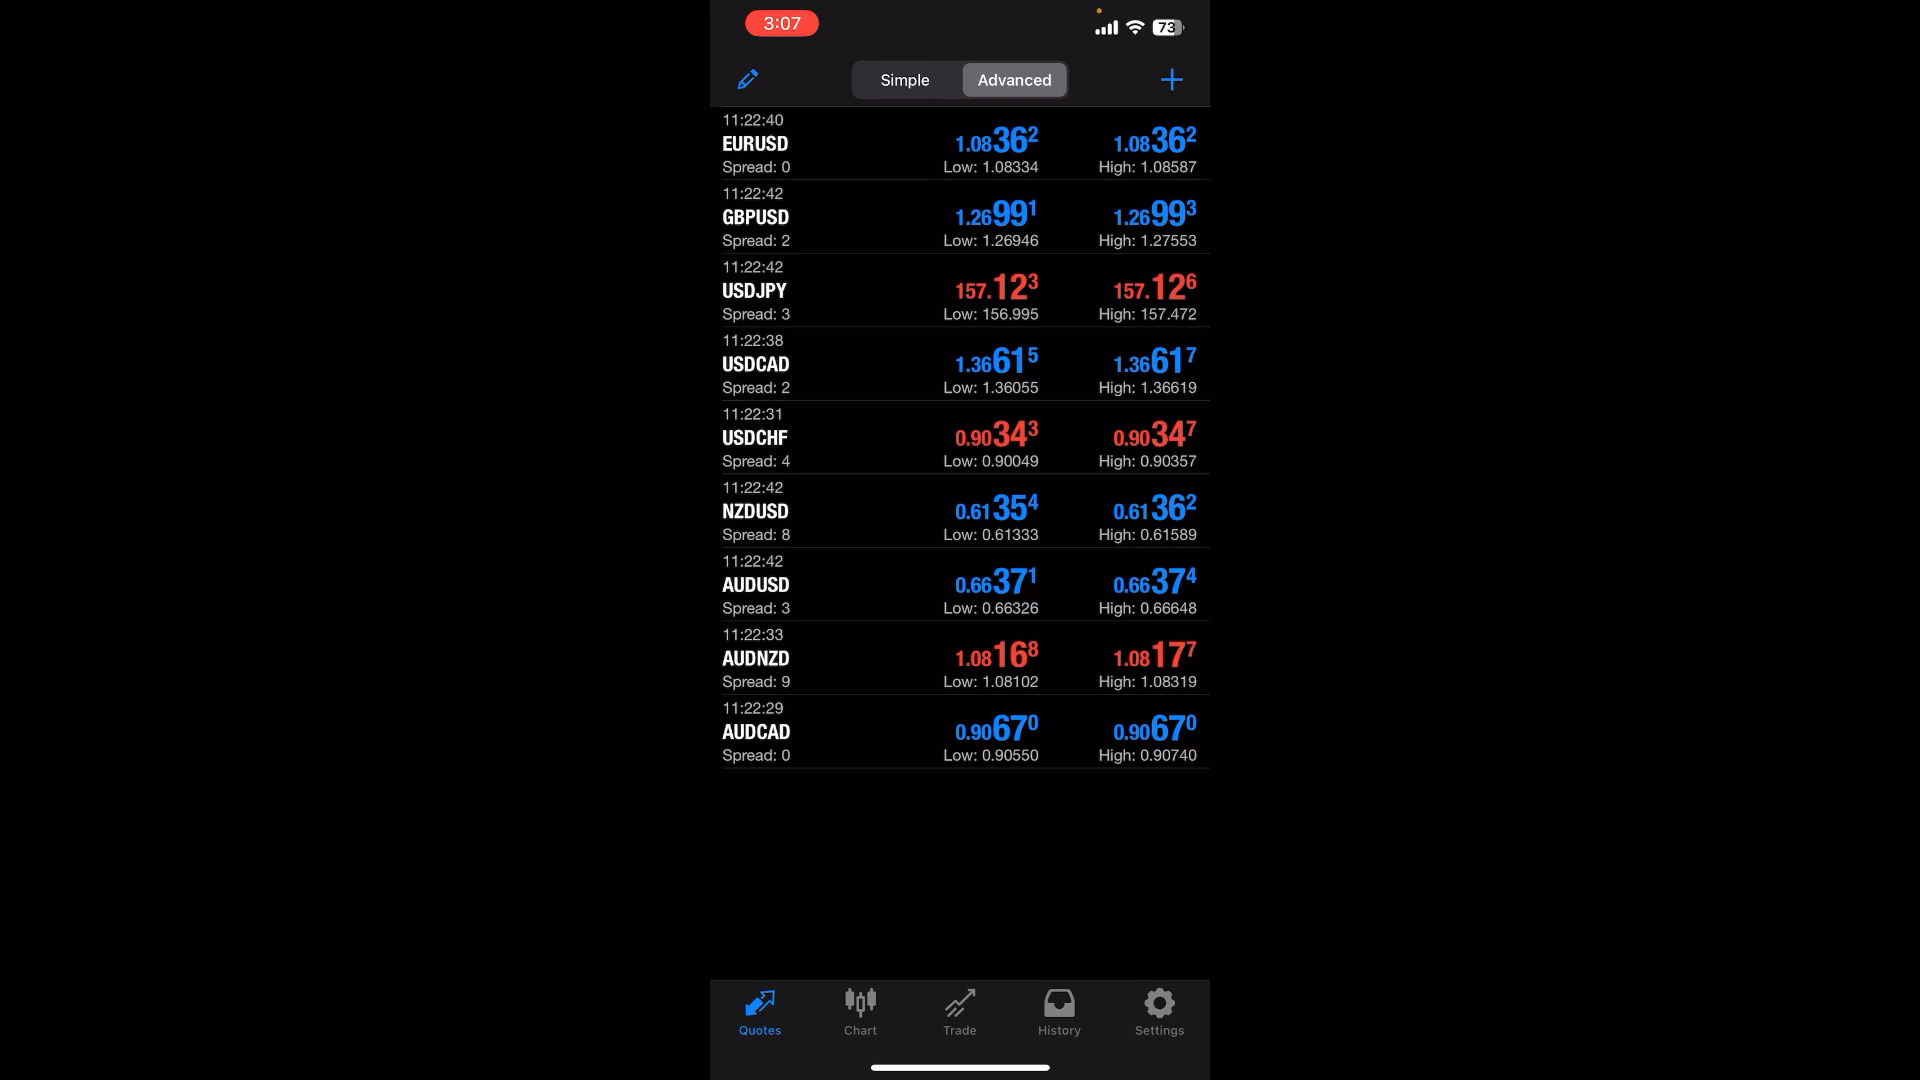 3:07
73
Simple Advanced
11:22:40
EURUSD 1.08362 1.08362
Spread: 0 Low: 1.08334 High: 1.08587
11:22:42
GBPUSD 1.26991 1.26993
Spread: 2 Low: 1.26946 High: 1.27553
11:22:42
USDJPY 157.123 157.126
Spread: 3 Low: 156.995 High: 157.472
11:22:38
USDCAD 1.36615 1.36617
Spread: 2 Low: 1.36055 High: 1.36619
11:22:31
USDCHF 0.90343 0.90347
Spread: 4 Low: 0.90049 High: 0.90357
11:22:42
NZDUSD 0.61354 0.61362
Spread: 8 Low: 0.61333 High: 0.61589
11:22:42
AUDUSD 0.66371 0.66374
Spread: 3 Low: 0.66326 High: 0.66648
11:22:33
AUDNZD 1.08168 1.08177
Spread: 9 Low: 1.08102 High: 1.08319
11:22:29
AUDCAD 0.90670 0.90670
Spread: 0 Low: 0.90550 High: 0.90740
Quotes Chart Trade History Settings